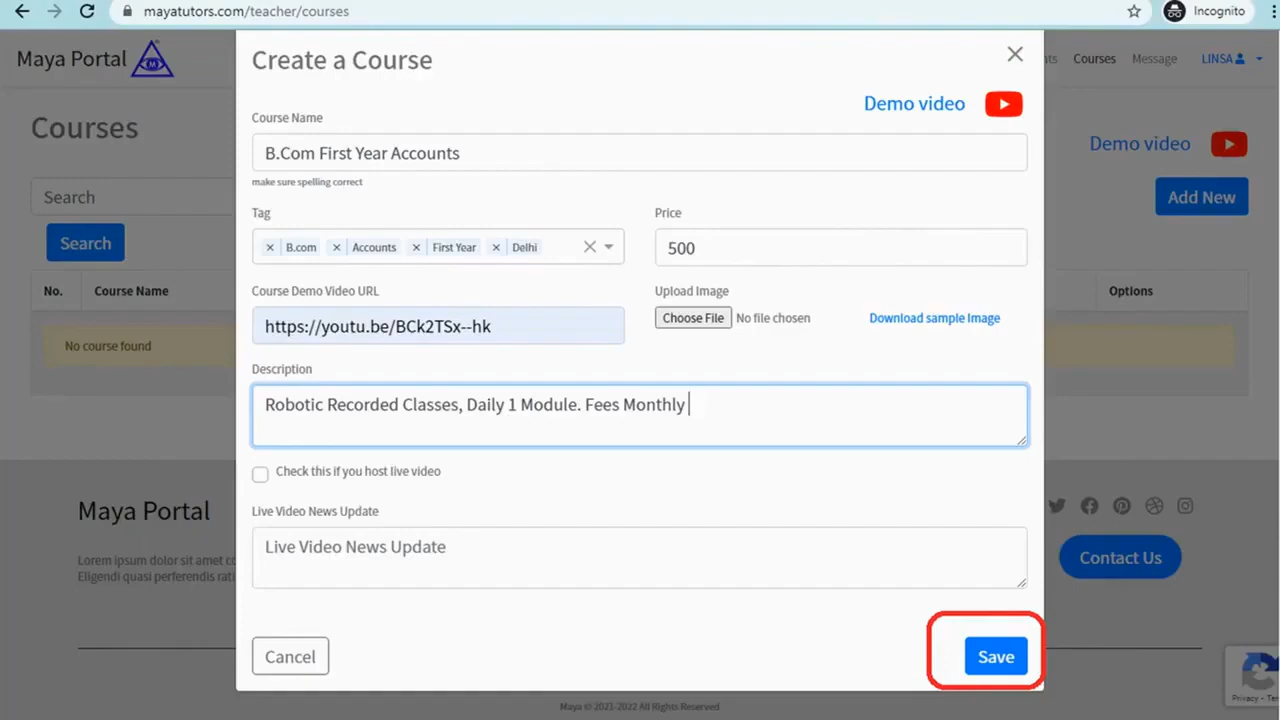 mayatutors.com/teacher/courses
Incognito
Maya Portal
Create a Course
Courses Message LINSA
Demo video
Courses
Course Name
B.Com First Year Accounts
Demo video
make sure spelling correct
Search
Add New
Tag
Price
× B.com × Accounts × First Year × Delhi
500
Search
No.
Course Name
Course Demo Video URL
Upload Image
Options
https://youtu.be/BCk2TSx--hk
Choose File No file chosen
Download sample Image
No course found
Description
Robotic Recorded Classes, Daily 1 Module. Fees Monthly
Check this if you host live video
Maya Portal
Live Video News Update
Live Video News Update
Lorem ipsum dolor sit amet
Eligendi quasi perferendis
Contact Us
Cancel
Save
Privacy
Maya © 2021-2022 All Rights Reserved